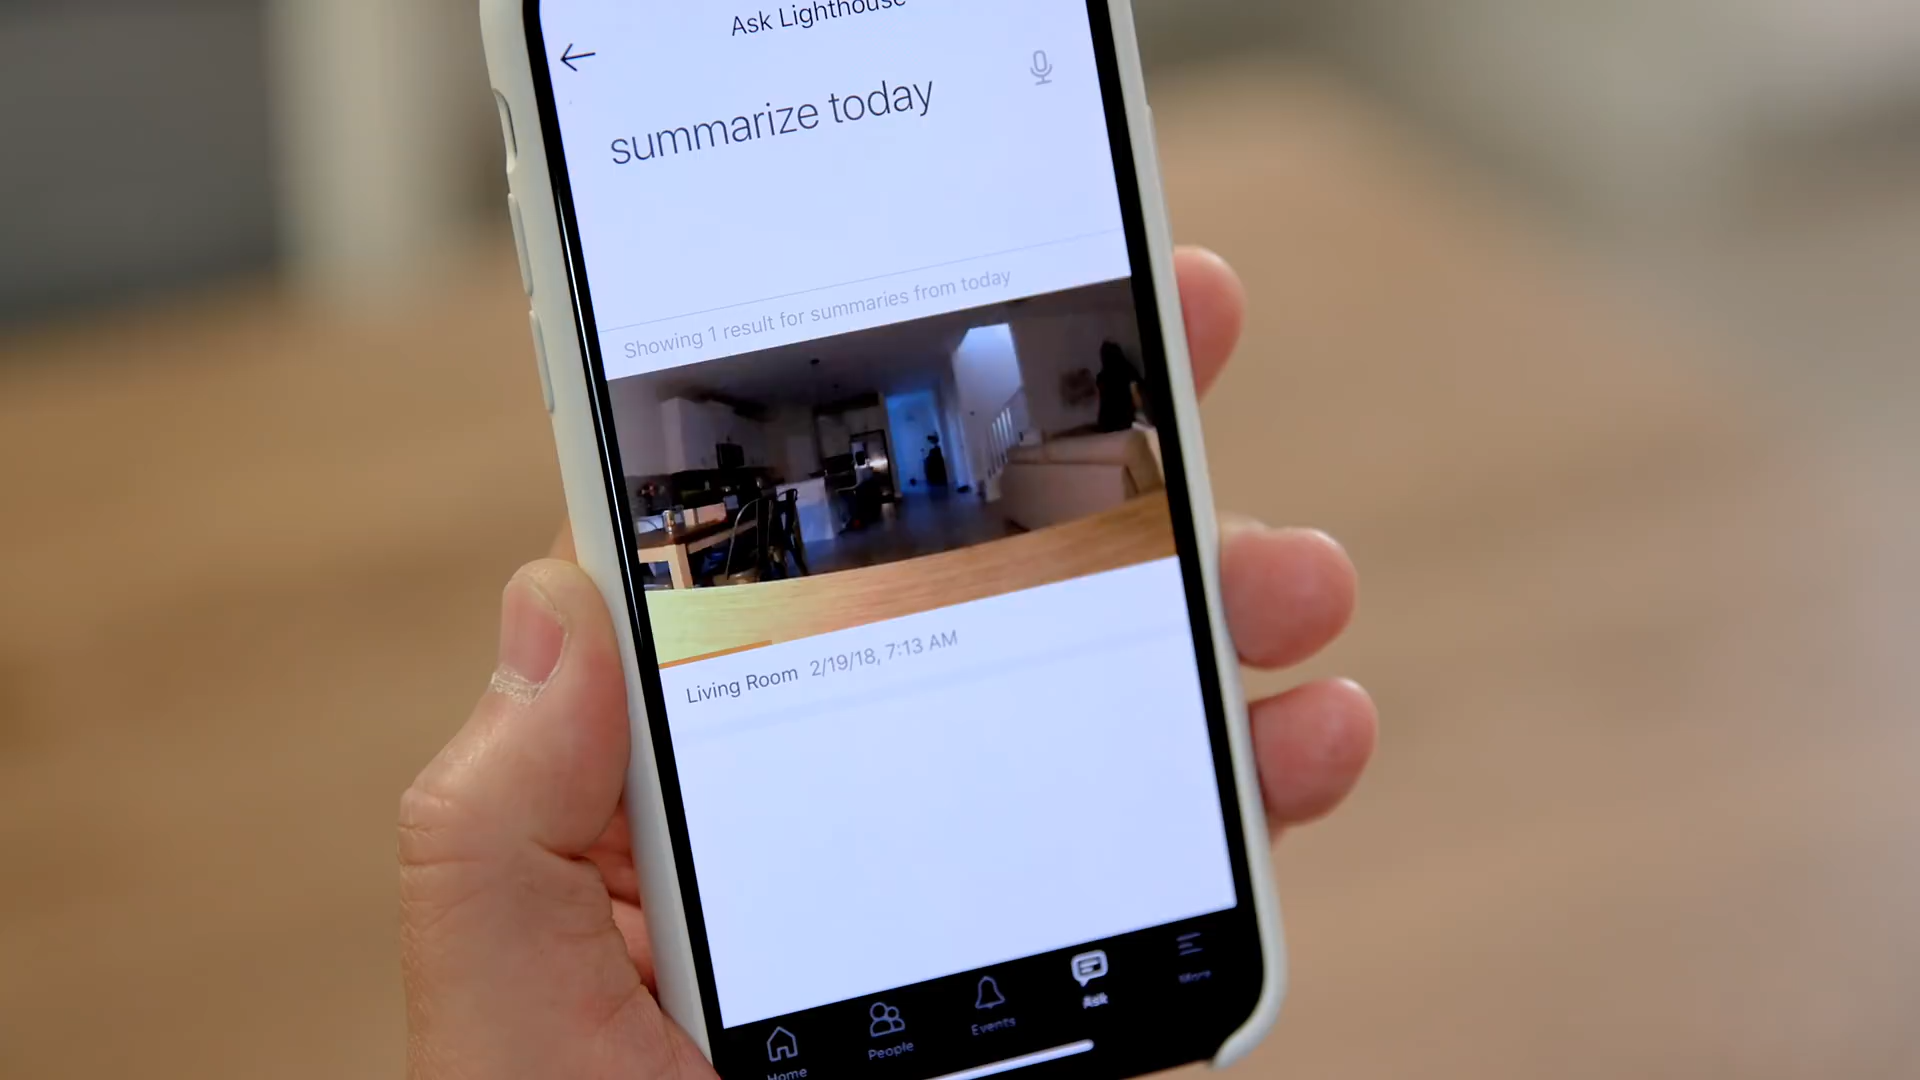 Ask Lighthouse
summarize today
Showing 1 result for summaries from today
Living Room 2/19/18, 7:13 AM
Home
People
Events
Ask
More